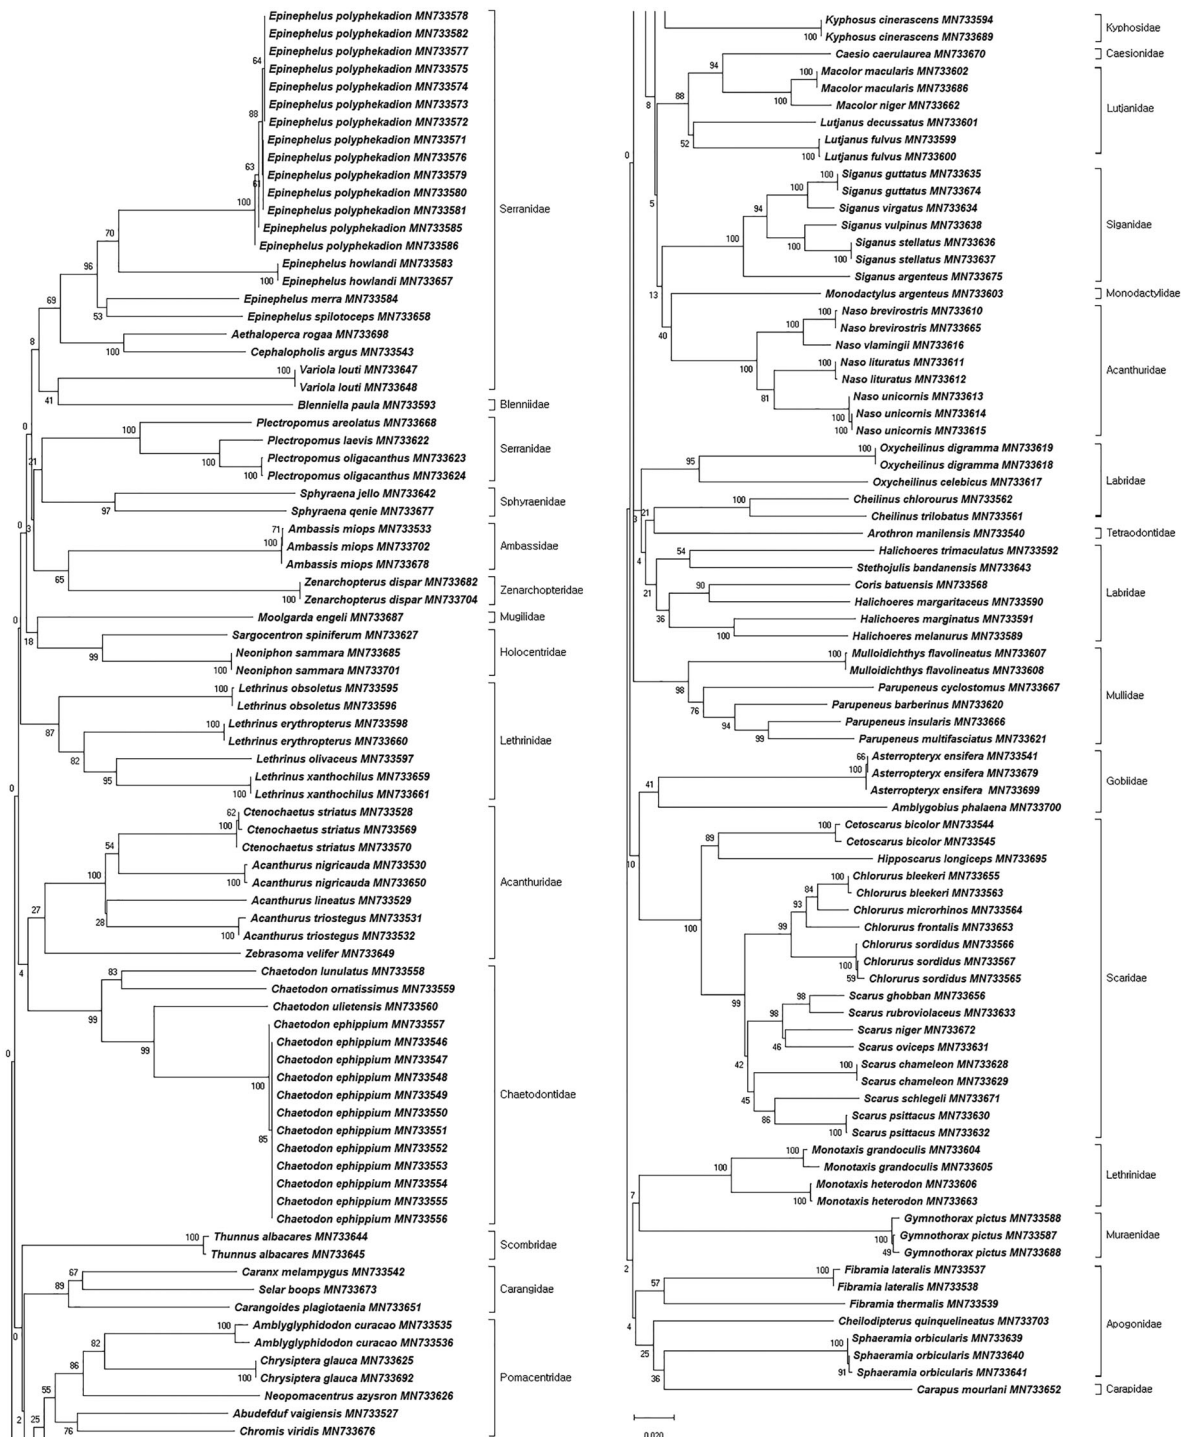 Epinephelus polyphekadion MN733578
Epinephelus polyphekadion MN733582
Epinephelus polyphekadion MN733577
Epinephelus polyphekadion MN733575
Epinephelus polyphekadion MN733574
Epinephelus polyphekadion MN733573
Epinephelus polyphekadion MN733572
Epinephelus polyphekadion MN733571
Epinephelus polyphekadion MN733576
Epinephelus polyphekadion MN733579
Epinephelus polyphekadion MN733580
Epinephelus polyphekadion MN733581
Epinephelus polyphekadion MN733585
Epinephelus polyphekadion MN733586
Epinephelus howlandi MN733583
Epinephelus howlandi MN733657
Epinephelus merra MN733584
Epinephelus spilotoceps MN733658
Aethaloperca rogaa MN733698
Cephalopholis argus MN733543
Variola louti MN733647
Variola louti MN733648
Serranidae
64
88
63
61
100
70
100
96
53
69
100
8
100
41
Blenniella paula MN733593
Blenniidae
Plectropomus areolatus MN733668
Plectropomus laevis MN733622
Plectropomus oligacanthus MN733623
Plectropomus oligacanthus MN733624
Serranidae
100
100
100
0
21
Sphyraena jello MN733642
Sphyraena qenie MN733677
Sphyraenidae
97
0
3
Ambassis miops MN733533
Ambassis miops MN733702
Ambassis miops MN733678
Ambassidae
71
100
65
Zenarchopterus dispar MN733682
Zenarchopterus dispar MN733704
Zenarchopteridae
100
Moolgarda engeli MN733687
Mugilidae
0
18
Sargocentron spiniferum MN733627
Neoniphon sammara MN733685
Neoniphon sammara MN733701
Holocentridae
99
100
Lethrinus obsoletus MN733595
Lethrinus obsoletus MN733596
Lethrinus erythropterus MN733598
Lethrinus erythropterus MN733660
Lethrinus olivaceus MN733597
Lethrinus xanthochilus MN733659
Lethrinus xanthochilus MN733661
Lethrinidae
100
100
87
82
95
100
0
Ctenochaetus striatus MN733528
Ctenochaetus striatus MN733569
Ctenochaetus striatus MN733570
Acanthurus nigricauda MN733530
Acanthurus nigricauda MN733650
Acanthurus lineatus MN733529
Acanthurus triostegus MN733531
Acanthurus triostegus MN733532
Zebrasoma velifer MN733649
Acanthuridae
62
100
54
100
100
28
100
27
4
Chaetodon lunulatus MN733558
Chaetodon ornatissimus MN733559
Chaetodon ulietensis MN733560
Chaetodon ephippium MN733557
Chaetodon ephippium MN733546
Chaetodon ephippium MN733547
Chaetodon ephippium MN733548
Chaetodon ephippium MN733549
Chaetodon ephippium MN733550
Chaetodon ephippium MN733551
Chaetodon ephippium MN733552
Chaetodon ephippium MN733553
Chaetodon ephippium MN733554
Chaetodon ephippium MN733555
Chaetodon ephippium MN733556
Chaetodontidae
83
99
99
100
85
0
Thunnus albacares MN733644
Thunnus albacares MN733645
Scombridae
100
Caranx melampygus MN733542
Selar boops MN733673
Carangoides plagiotaenia MN733651
Carangidae
67
89
0
Amblyglyphidodon curacao MN733535
Amblyglyphidodon curacao MN733536
Chrysiptera glauca MN733625
Chrysiptera glauca MN733692
Neopomacentrus azysron MN733626
Abudefduf vaigiensis MN733527
Chromis viridis MN733676
Pomacentridae
100
82
100
86
55
76
25
2
Kyphosus cinerascens MN733594
Kyphosus cinerascens MN733689
Kyphosidae
100
Caesio caerulaurea MN733670
Caesionidae
Macolor macularis MN733602
Macolor macularis MN733686
Macolor niger MN733662
Lutjanus decussatus MN733601
Lutjanus fulvus MN733599
Lutjanus fulvus MN733600
Lutjanidae
94
100
100
88
52
100
8
0
Siganus guttatus MN733635
Siganus guttatus MN733674
Siganus virgatus MN733634
Siganus vulpinus MN733638
Siganus stellatus MN733636
Siganus stellatus MN733637
Siganus argenteus MN733675
Siganidae
100
100
94
100
100
100
5
13
Monodactylus argenteus MN733603
Monodactylidae
Naso brevirostris MN733610
Naso brevirostris MN733665
Naso vlamingii MN733616
Naso lituratus MN733611
Naso lituratus MN733612
Naso unicornis MN733613
Naso unicornis MN733614
Naso unicornis MN733615
Acanthuridae
100
100
40
100
100
81
100
100
Oxycheilinus digramma MN733619
Oxycheilinus digramma MN733618
Oxycheilinus celebicus MN733617
Cheilinus chlorourus MN733562
Cheilinus trilobatus MN733561
Labridae
100
95
100
21
3
Arothron manilensis MN733540
Tetraodontidae
Halichoeres trimaculatus MN733592
Stethojulis bandanensis MN733643
Coris batuensis MN733568
Halichoeres margaritaceus MN733590
Halichoeres marginatus MN733591
Halichoeres melanurus MN733589
Labridae
54
4
90
21
36
100
Mulloidichthys flavolineatus MN733607
Mulloidichthys flavolineatus MN733608
Parupeneus cyclostomus MN733667
Parupeneus barberinus MN733620
Parupeneus insularis MN733666
Parupeneus multifasciatus MN733621
Mullidae
100
98
76
94
99
Asterropteryx ensifera MN733541
Asterropteryx ensifera MN733679
Asterropteryx ensifera MN733699
Amblygobius phalaena MN733700
Gobiidae
66
100
41
10
Cetoscarus bicolor MN733544
Cetoscarus bicolor MN733545
Hipposcarus longiceps MN733695
Chlorurus bleekeri MN733655
Chlorurus bleekeri MN733563
Chlorurus microrhinos MN733564
Chlorurus frontalis MN733653
Chlorurus sordidus MN733566
Chlorurus sordidus MN733567
Chlorurus sordidus MN733565
Scarus ghobban MN733656
Scarus rubroviolaceus MN733633
Scarus niger MN733672
Scarus oviceps MN733631
Scarus chameleon MN733628
Scarus chameleon MN733629
Scarus schlegeli MN733671
Scarus psittacus MN733630
Scarus psittacus MN733632
Scaridae
100
89
100
84
93
99
100
100
59
99
98
98
46
42
100
45
86
100
Monotaxis grandoculis MN733604
Monotaxis grandoculis MN733605
Monotaxis heterodon MN733606
Monotaxis heterodon MN733663
Lethrinidae
100
100
100
7
Gymnothorax pictus MN733588
Gymnothorax pictus MN733587
Gymnothorax pictus MN733688
Muraenidae
100
49
2
Fibramia lateralis MN733537
Fibramia lateralis MN733538
Fibramia thermalis MN733539
Cheilodipterus quinquelineatus MN733703
Sphaeramia orbicularis MN733639
Sphaeramia orbicularis MN733640
Sphaeramia orbicularis MN733641
Apogonidae
100
57
4
100
25
91
36
Carapus mourlani MN733652
Carapidae
0.020